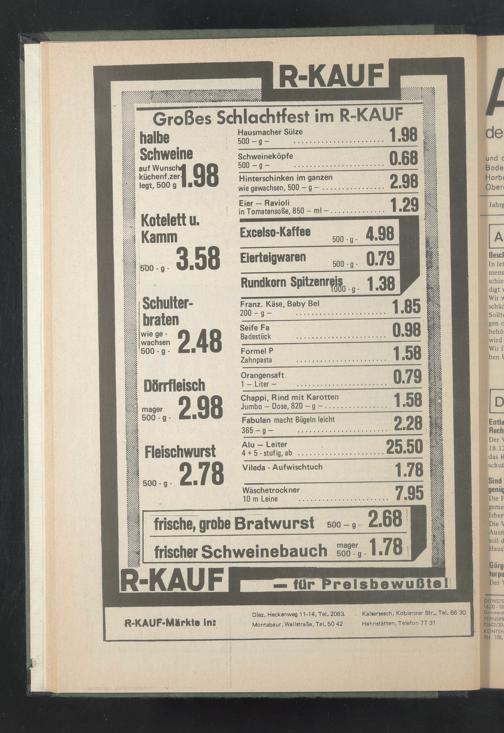 R-KAUF
Großes Schlachtfest im R-KAUF
halbe
Schweine
auf Wunsch
küchenf.zer-
legt, 500 g 1.98
Kotelett u.
Kamm
500 - g - 3.58
Schulter-
braten
wie ge -
wachsen
500 - g - 2.48
Dörrfleisch
mager
500 - g - 2.98
Fleischwurst
500 - g - 2.78
Hausmacher Sülze
500 — g — 1.98
Schweineköpfe
500 — g — 0.68
Hinterschinken im ganzen
wie gewachsen, 500 — g — 2.98
Eier — Ravioli
in Tomatensoße, 850 — ml — 1.29
Excelso-Kaffee 500 - g - 4.98
Eierteigwaren 500 - g - 0.79
Rundkorn Spitzenreis 1000 - g - 1.38
Franz. Käse, Baby Bel
200 — g — 1.85
Seife Fa
Badestück 0.98
Formel P
Zahnpasta 1.58
Orangensaft
1 — Liter — 0.79
Chappi, Rind mit Karotten
Jumbo — Dose, 820 — g — 1.58
Fabulan macht Bügeln leicht
365 — g — 2.28
Alu — Leiter
4 + 5 - stufig, ab 25.50
Vileda - Aufwischtuch 1.78
Wäschetrockner
10 m Leine 7.95
frische, grobe Bratwurst 500 — g — 2.68
frischer Schweinebauch mager 500 - g - 1.78
R-KAUF — für Preisbewußte!
R-KAUF-Märkte in:
Diez, Heckenweg 11-14, Tel. 2063.
Montabaur, Wallstraße, Tel. 50 42
Kaisersesch, Koblenzer Str., Tel. 86 30
Hahnstätten, Telefon 77 31